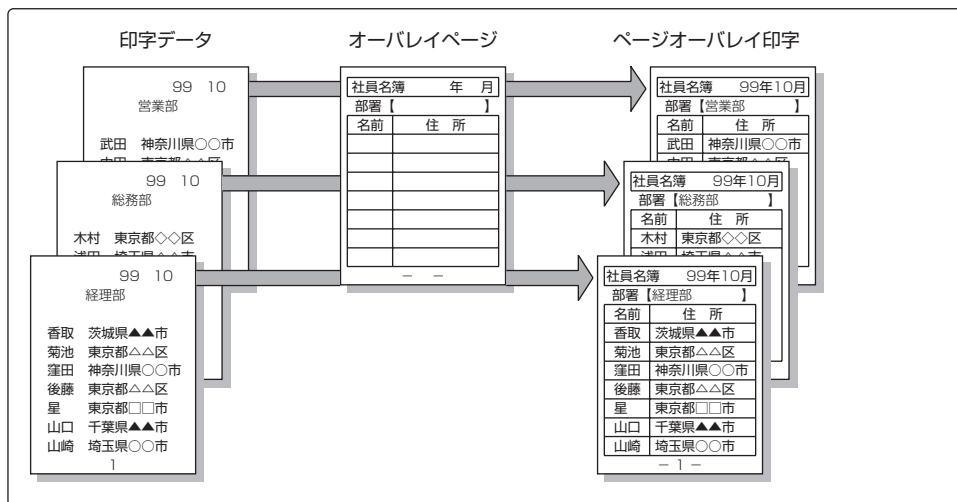 印字データ
オーバレイページ
ページオーバレイ印字
99 10
営業部
武田 神奈川県○○市
99 10
総務部
木村 東京都◇◇区
99 10
経理部
香取 茨城県▲▲市
菊池 東京都△△区
窪田 神奈川県○○市
後藤 東京都△△区
星 東京都□□市
山口 千葉県▲▲市
山崎 埼玉県○○市
1
社員名簿 年 月
部署【 】
名前 住 所
− −
社員名簿 99年10月
部署【営業部 】
名前 住 所
武田 神奈川県○○市
社員名簿 99年10月
部署【総務部 】
名前 住 所
木村 東京都◇◇区
社員名簿 99年10月
部署【経理部 】
名前 住 所
香取 茨城県▲▲市
菊池 東京都△△区
窪田 神奈川県○○市
後藤 東京都△△区
星 東京都□□市
山口 千葉県▲▲市
山崎 埼玉県○○市
− 1 −